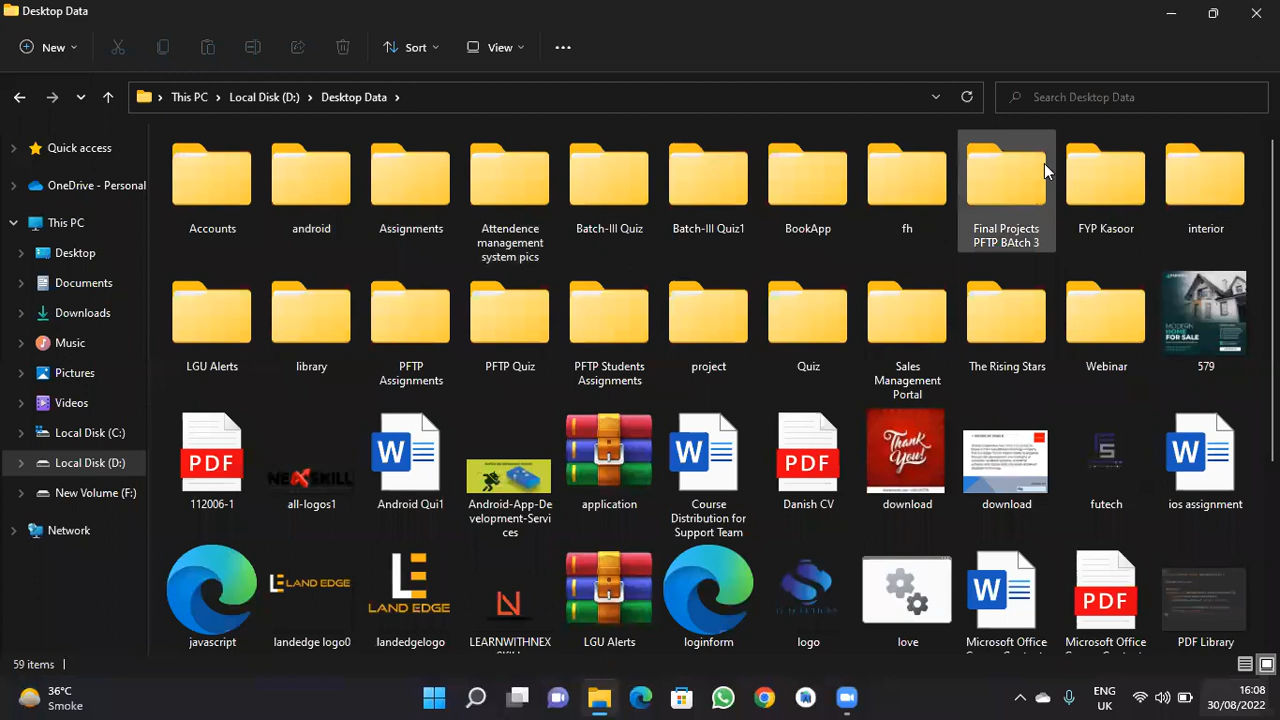 Desktop Data
New
Sort
View
This PC
Local Disk (D:)
Desktop Data
Search Desktop Data
Quick access
OneDrive - Personal
This PC
Desktop
Documents
Downloads
Music
Pictures
Videos
Local Disk (C:)
Local Disk (D:)
New Volume (F:)
Network
Accounts
android
Assignments
Attendence
management
system pics
Batch-III Quiz
Batch-III Quiz1
BookApp
fh
Final Projects
PFTP BAtch 3
FYP Kasoor
interior
LGU Alerts
library
PFTP
Assignments
PFTP Quiz
PFTP Students
Assignments
project
Quiz
Sales
Management
Portal
The Rising Stars
Webinar
MODERN
HOME
FOR SALE
579
PDF
112006-1
all-logos1
W
Android Qui1
Android-App-De
velopment-Servi
ces
application
W
Course
Distribution for
Support Team
PDF
Danish CV
Thank
You!
download
download
futech
W
ios assignment
javascript
LAND EDGE
landedge logo0
LAND EDGE
landedgelogo
LEARNWITHNEX
LGU Alerts
loginform
logo
love
W
Microsoft Office
PDF
Microsoft Office
PDF Library
59 items
36°C
Smoke
ENG
UK
16:08
30/08/2022